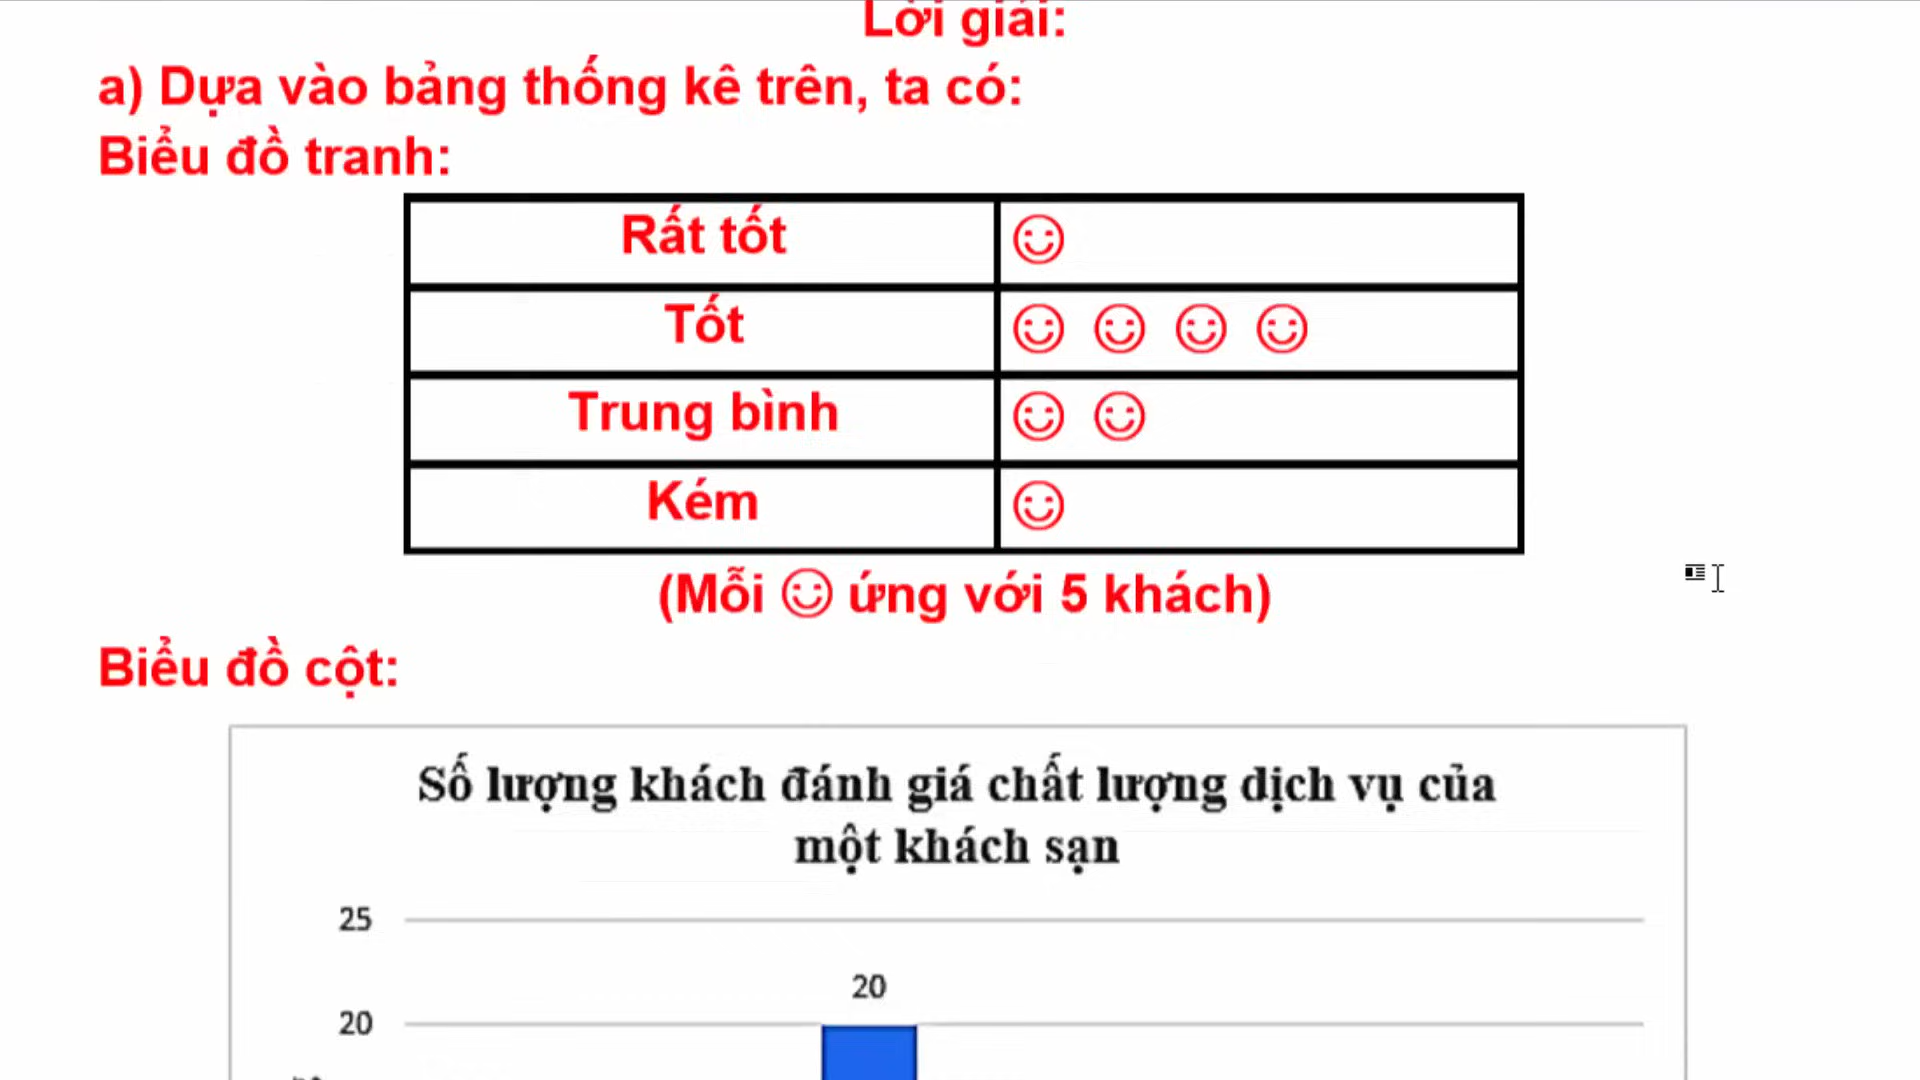 Lời giải:
a) Dựa vào bảng thống kê trên, ta có:
Biểu đồ tranh:
Rất tốt ☺
Tốt ☺ ☺ ☺ ☺
Trung bình ☺ ☺
Kém ☺
(Mỗi ☺ ứng với 5 khách)
Biểu đồ cột:
Số lượng khách đánh giá chất lượng dịch vụ của
một khách sạn
25
20
20